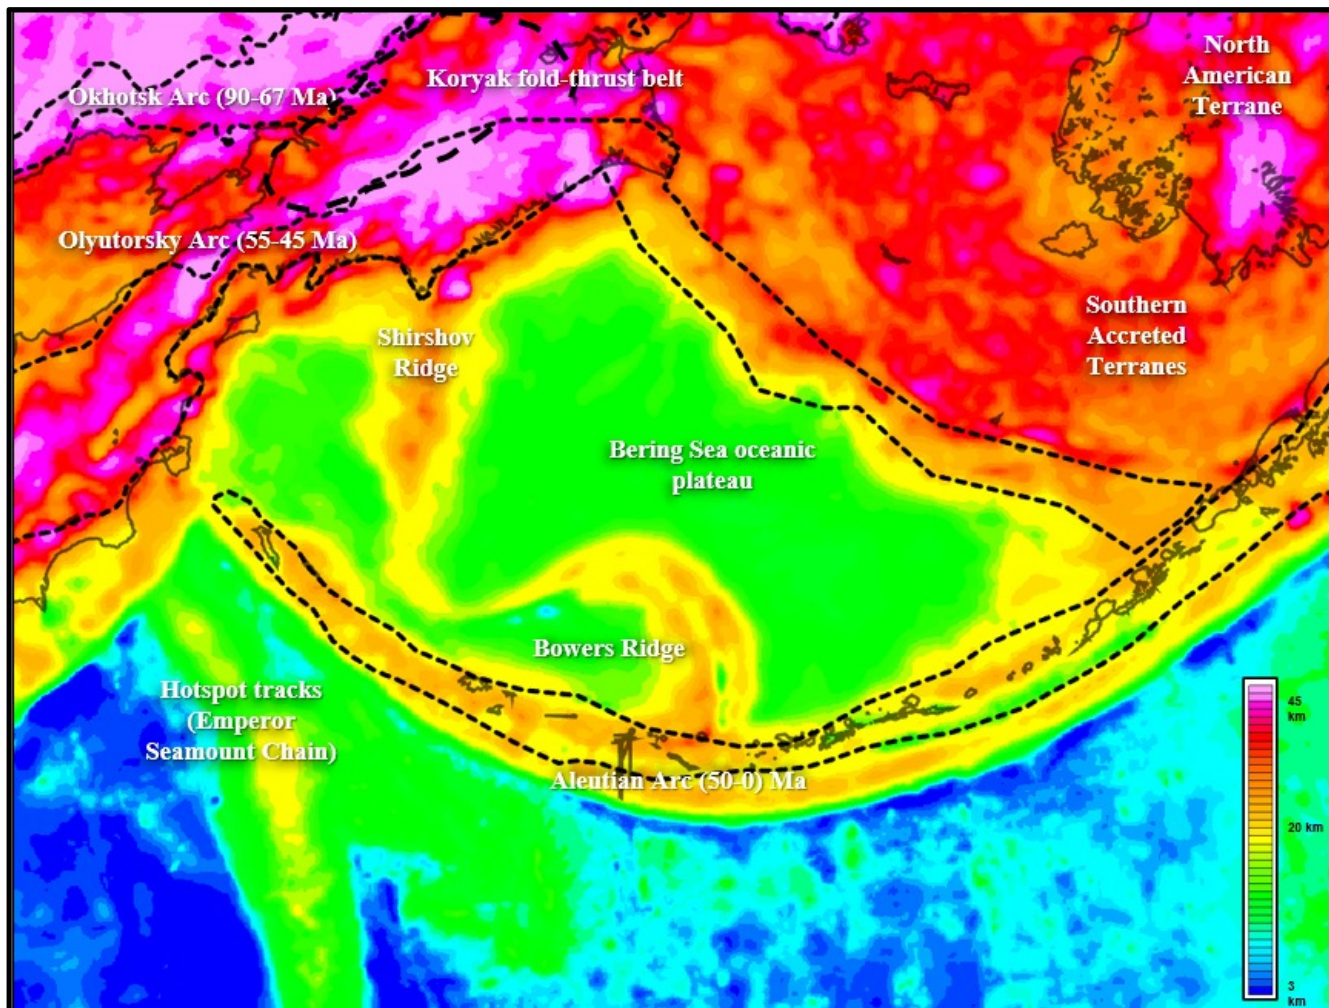 North
American
Terrane
Koryak fold-thrust belt
Okhotsk Arc (90-67 Ma)
Olyutorsky Arc (55-45 Ma)
Southern
Accreted
Terranes
Shirshov
Ridge
Bering Sea oceanic
plateau
Bowers Ridge
Hotspot tracks
(Emperor
Seamount Chain)
Aleutian Arc (50-0) Ma
45
km
20 km
3
km